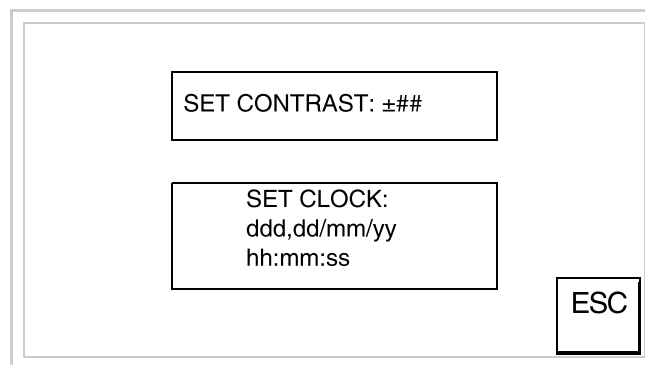 SET CONTRAST: ±##
SET CLOCK:
ddd,dd/mm/yy
hh:mm:ss
ESC